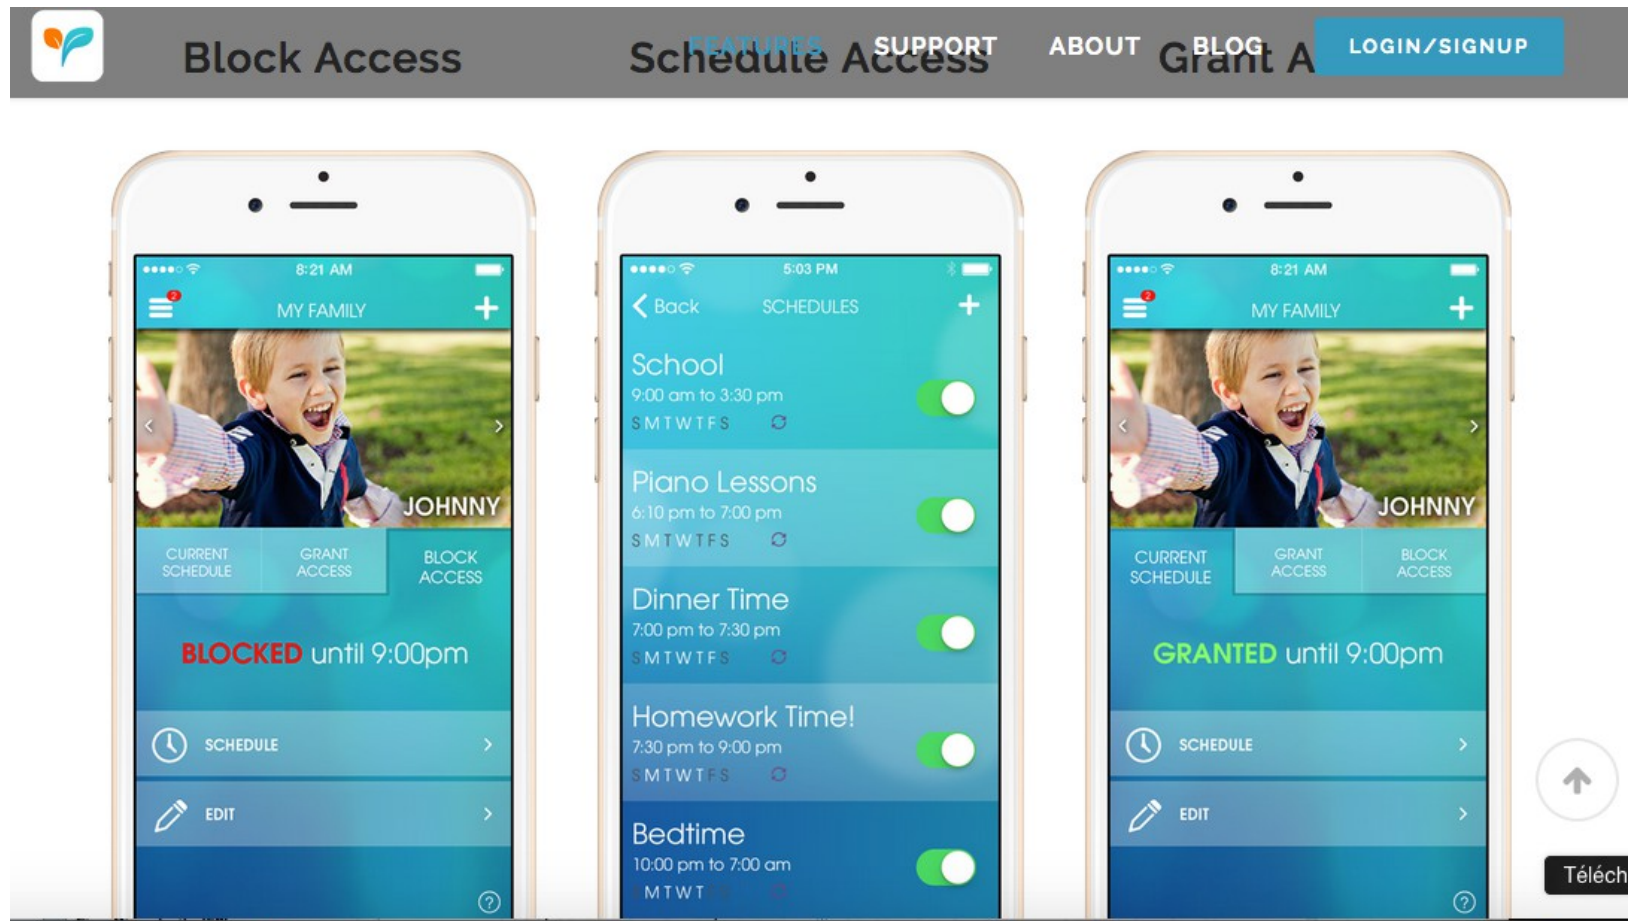 Block Access
Schedule Access
Grant A
FEATURES
SUPPORT
ABOUT
BLOG
LOGIN/SIGNUP
8:21 AM
2
MY FAMILY
JOHNNY
CURRENT SCHEDULE
GRANT ACCESS
BLOCK ACCESS
BLOCKED until 9:00pm
SCHEDULE
EDIT
?
5:03 PM
Back
SCHEDULES
School
9:00 am to 3:30 pm
S M T W T F S
Piano Lessons
6:10 pm to 7:00 pm
S M T W T F S
Dinner Time
7:00 pm to 7:30 pm
S M T W T F S
Homework Time!
7:30 pm to 9:00 pm
S M T W T F S
Bedtime
10:00 pm to 7:00 am
M T W T
8:21 AM
2
MY FAMILY
JOHNNY
CURRENT SCHEDULE
GRANT ACCESS
BLOCK ACCESS
GRANTED until 9:00pm
SCHEDULE
EDIT
?
Téléch